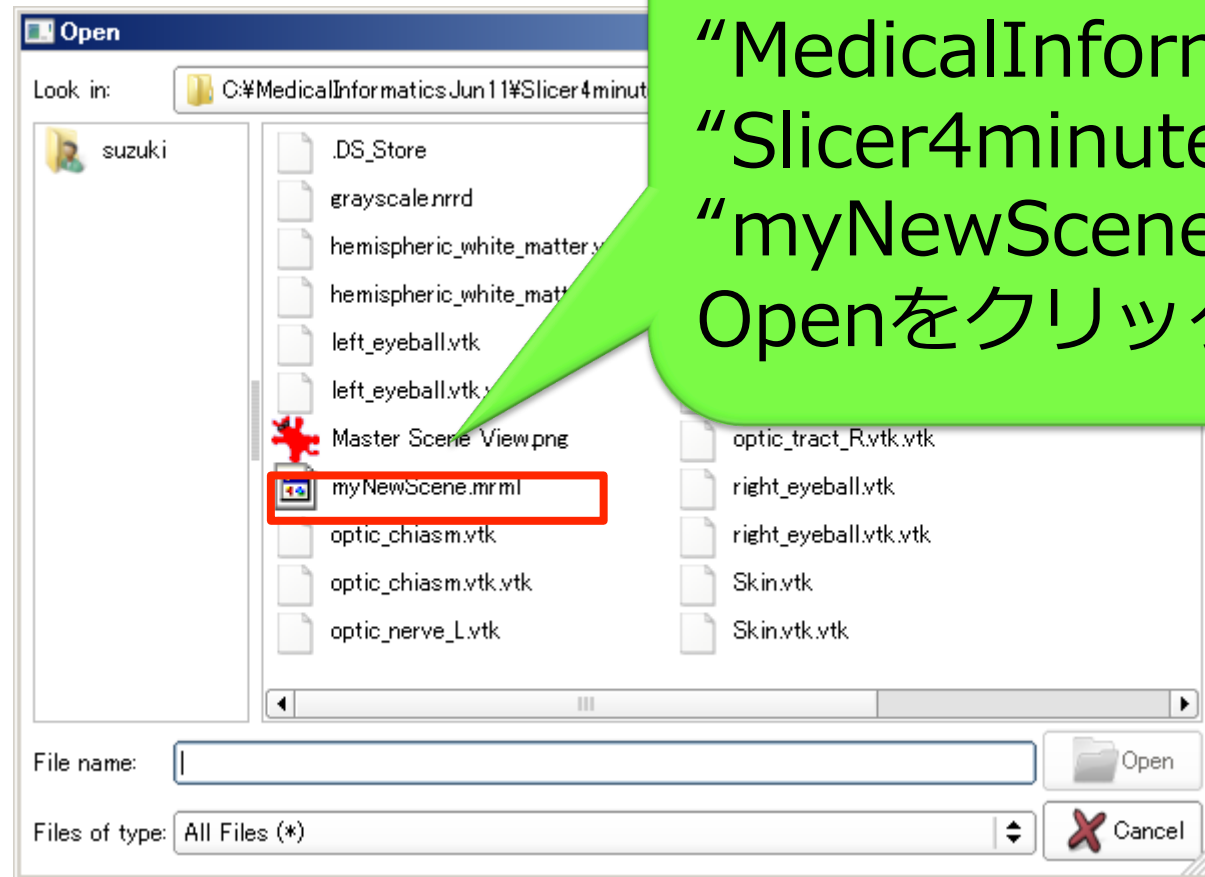 Open
Look in:
C:¥MedicalInformaticsJun11¥Slicer4minut
suzuki
.DS_Store
grayscale.nrrd
hemispheric_white_matter.v
hemispheric_white_matt
left_eyeball.vtk
left_eyeball.vtk.
Master Scene View.png
myNewScene.mrml
optic_chiasm.vtk
optic_chiasm.vtk.vtk
optic_nerve_L.vtk
optic_tract_R.vtk.vtk
right_eyeball.vtk
right_eyeball.vtk.vtk
Skin.vtk
Skin.vtk.vtk
“MedicalInfor
“Slicer4minute
“myNewScene
Openをクリッ
File name:
Open
Files of type:
All Files (*)
Cancel